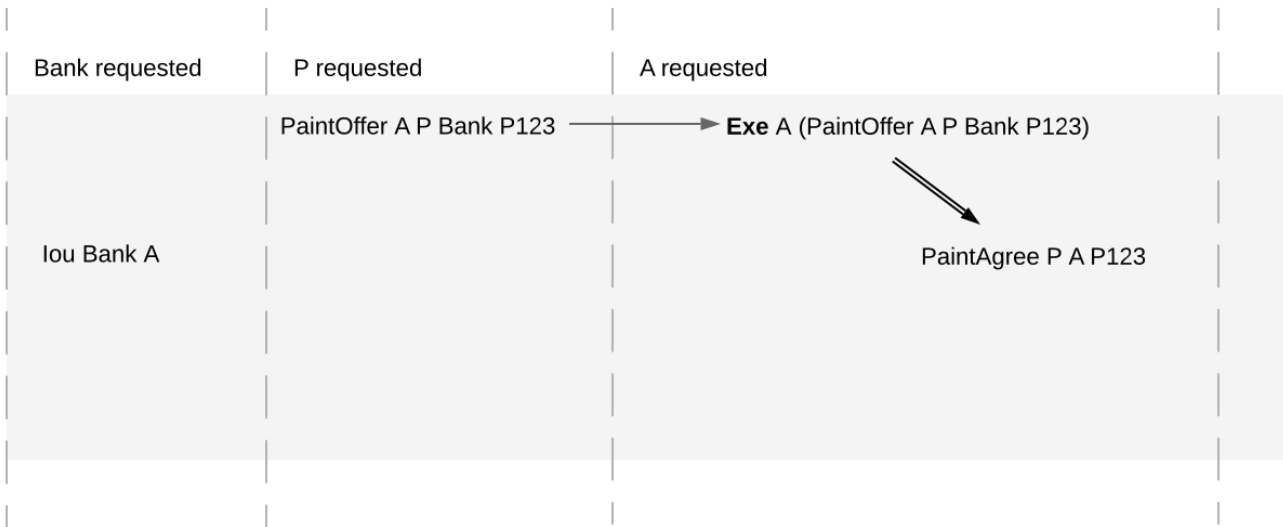 Bank requested
P requested
A requested
PaintOffer A P Bank P123
Exe A (PaintOffer A P Bank P123)
Iou Bank A
PaintAgree P A P123